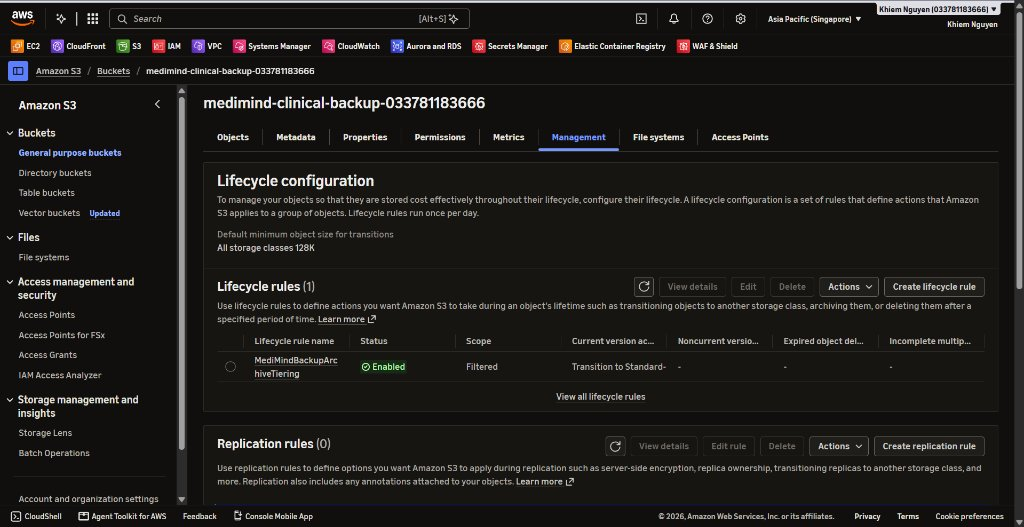 aws
Search
[Alt+S]
Asia Pacific (Singapore)
Khiem Nguyen (033781183666)
Khiem Nguyen
EC2
CloudFront
S3
IAM
VPC
Systems Manager
CloudWatch
Aurora and RDS
Secrets Manager
Elastic Container Registry
WAF & Shield
Amazon S3 / Buckets / medimind-clinical-backup-033781183666
Amazon S3
Buckets
General purpose buckets
Directory buckets
Table buckets
Vector buckets Updated
Files
File systems
Access management and
security
Access Points
Access Points for FSx
Access Grants
IAM Access Analyzer
Storage management and
insights
Storage Lens
Batch Operations
Account and organization settings
medimind-clinical-backup-033781183666
Objects
Metadata
Properties
Permissions
Metrics
Management
File systems
Access Points
Lifecycle configuration
To manage your objects so that they are stored cost effectively throughout their lifecycle, configure their lifecycle. A lifecycle configuration is a set of rules that define actions that Amazon
S3 applies to a group of objects. Lifecycle rules run once per day.
Default minimum object size for transitions
All storage classes 128K
Lifecycle rules (1)
View details
Edit
Delete
Actions
Create lifecycle rule
Use lifecycle rules to define actions you want Amazon S3 to take during an object's lifetime such as transitioning objects to another storage class, archiving them, or deleting them after a
specified period of time. Learn more
Lifecycle rule name
Status
Scope
Current version ac...
Noncurrent versio...
Expired object del...
Incomplete multip...
MediMindBackupArc
hiveTiering
Enabled
Filtered
Transition to Standard-
-
-
-
View all lifecycle rules
Replication rules (0)
View details
Edit rule
Delete
Actions
Create replication rule
Use replication rules to define options you want Amazon S3 to apply during replication such as server-side encryption, replica ownership, transitioning replicas to another storage class, and
more. Replication also includes any annotations attached to your objects. Learn more
CloudShell
Agent Toolkit for AWS
Feedback
Console Mobile App
© 2026, Amazon Web Services, Inc. or its affiliates.
Privacy
Terms
Cookie preferences